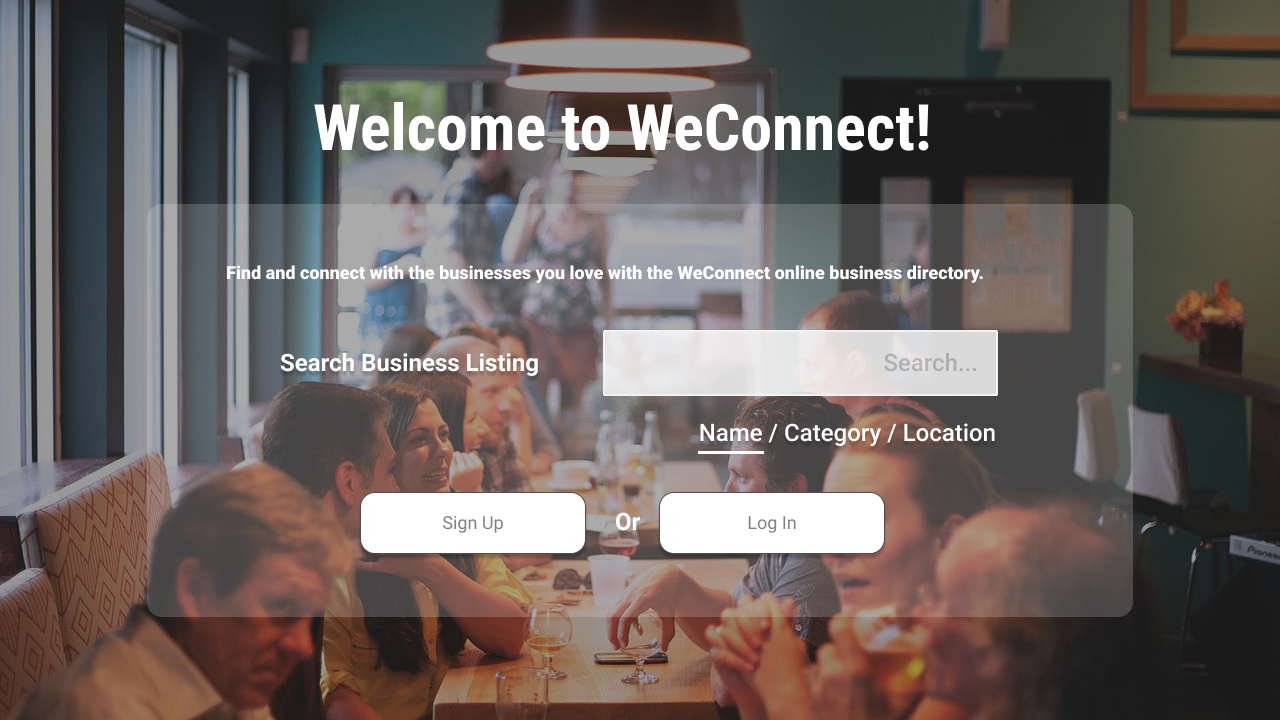 Welcome to WeConnect!
Find and connect with the businesses you love with the WeConnect online business directory.
Search Business Listing
Search...
Name / Category / Location
Sign Up
Or
Log In
Pioneer